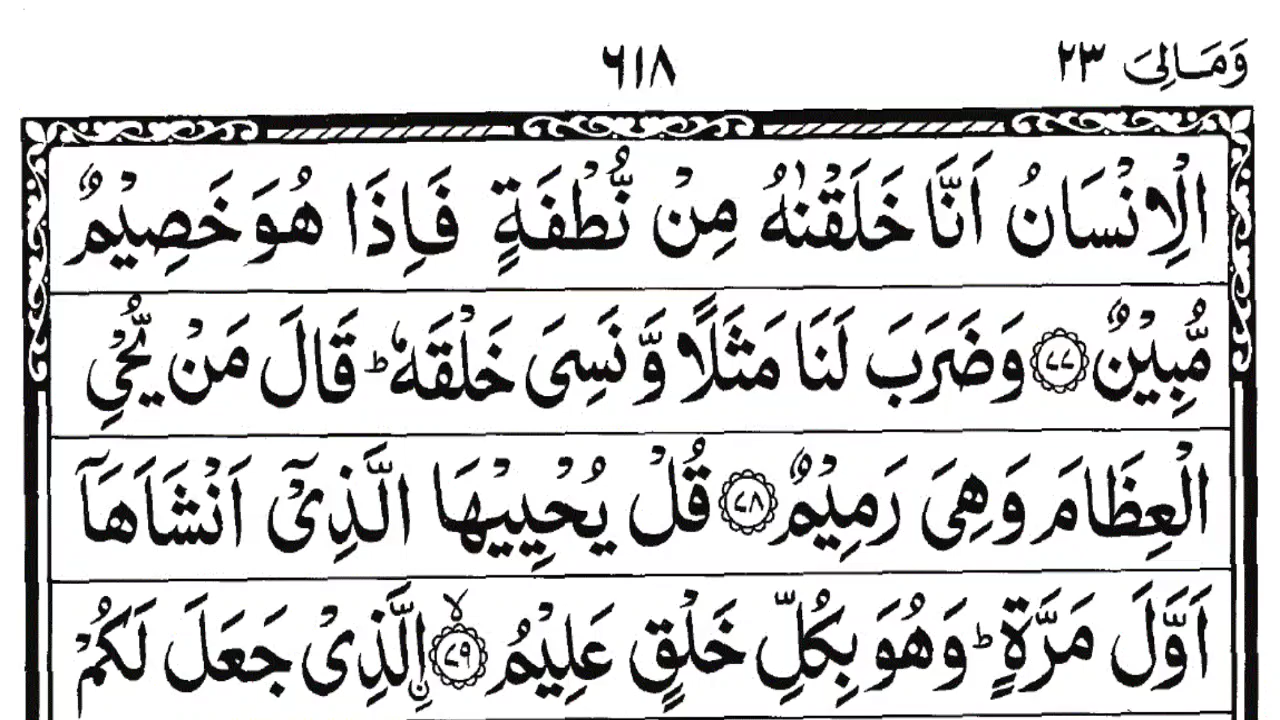 وَمَالِیَ ٢٣
٦١٨
الْاِنْسَانُ اَنَّا خَلَقْنٰهُ مِنْ نُّطْفَةٍ فَاِذَا هُوَ خَصِیْمٌ
مُّبِیْنٌ ۝٧٧ وَضَرَبَ لَنَا مَثَلًا وَّنَسِیَ خَلْقَهٗ ؕ قَالَ مَنْ یُّحْیِ
الْعِظَامَ وَهِیَ رَمِیْمٌ ۝٧٨ قُلْ یُحْیِیْهَا الَّذِیْۤ اَنْشَاَهَاۤ
اَوَّلَ مَرَّةٍ ؕ وَهُوَ بِكُلِّ خَلْقٍ عَلِیْمُ ۝٧٩ۙ اِ۟لَّذِیْ جَعَلَ لَكُمْ